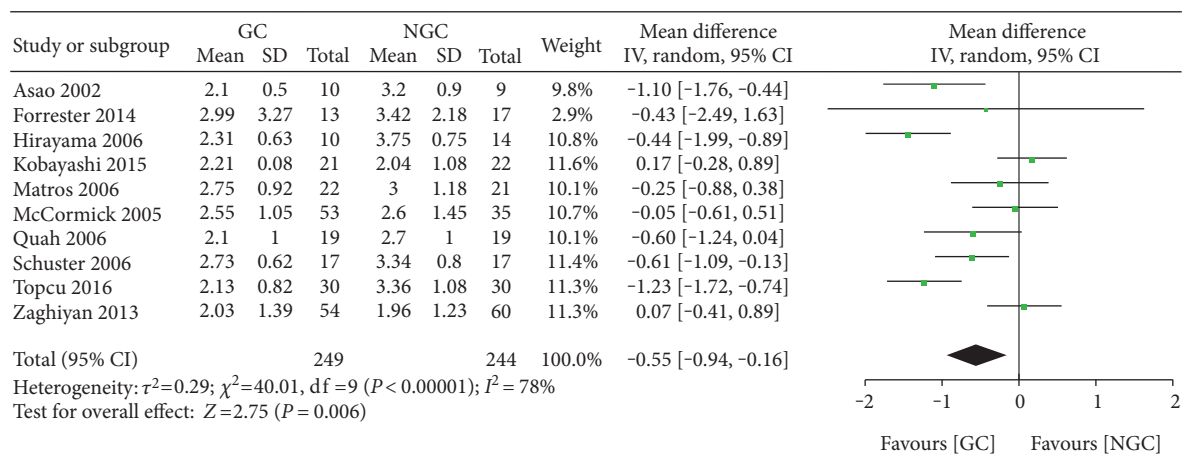 Study or subgroup GC NGC Weight Mean difference Mean difference
Mean SD Total Mean SD Total IV, random, 95% CI IV, random, 95% CI
Asao 2002 2.1 0.5 10 3.2 0.9 9 9.8% −1.10 [−1.76, −0.44]
Forrester 2014 2.99 3.27 13 3.42 2.18 17 2.9% −0.43 [−2.49, 1.63]
Hirayama 2006 2.31 0.63 10 3.75 0.75 14 10.8% −0.44 [−1.99, −0.89]
Kobayashi 2015 2.21 0.08 21 2.04 1.08 22 11.6% 0.17 [−0.28, 0.89]
Matros 2006 2.75 0.92 22 3 1.18 21 10.1% −0.25 [−0.88, 0.38]
McCormick 2005 2.55 1.05 53 2.6 1.45 35 10.7% −0.05 [−0.61, 0.51]
Quah 2006 2.1 1 19 2.7 1 19 10.1% −0.60 [−1.24, 0.04]
Schuster 2006 2.73 0.62 17 3.34 0.8 17 11.4% −0.61 [−1.09, −0.13]
Topcu 2016 2.13 0.82 30 3.36 1.08 30 11.3% −1.23 [−1.72, −0.74]
Zaghiyan 2013 2.03 1.39 54 1.96 1.23 60 11.3% 0.07 [−0.41, 0.89]
Total (95% CI) 249 244 100.0% −0.55 [−0.94, −0.16]
Heterogeneity: τ²=0.29; χ²=40.01, df =9 (P < 0.00001); I² = 78%
Test for overall effect: Z =2.75 (P = 0.006)
−2 −1 0 1 2
Favours [GC] Favours [NGC]